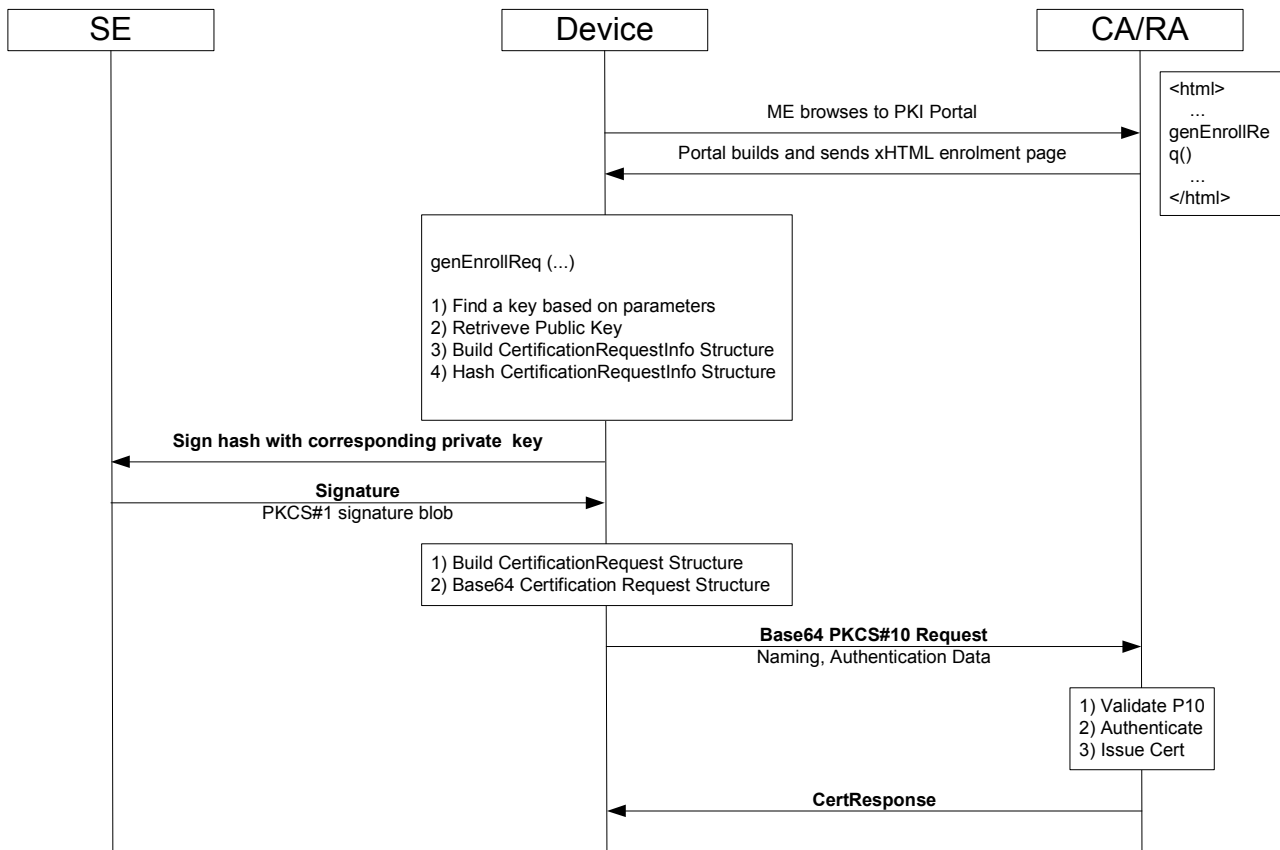 SE
Device
CA/RA
<html>
...
genEnrollRe
q()
...
</html>
ME browses to PKI Portal
Portal builds and sends xHTML enrolment page
genEnrollReq (...)
1) Find a key based on parameters
2) Retriveve Public Key
3) Build CertificationRequestInfo Structure
4) Hash CertificationRequestInfo Structure
Sign hash with corresponding private key
Signature
PKCS#1 signature blob
1) Build CertificationRequest Structure
2) Base64 Certification Request Structure
Base64 PKCS#10 Request
Naming, Authentication Data
1) Validate P10
2) Authenticate
3) Issue Cert
CertResponse